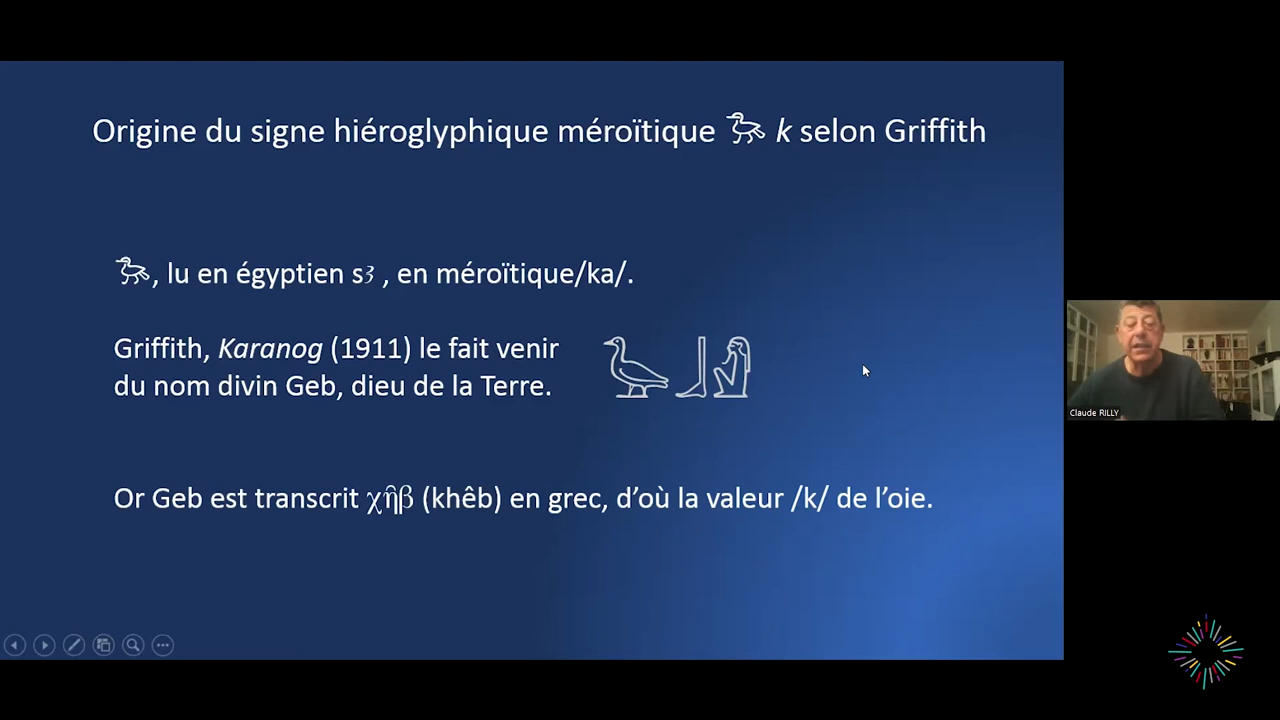 Origine du signe hiéroglyphique méroïtique 𓅬 k selon Griffith
𓅬, lu en égyptien sꜣ , en méroïtique/ka/.
Griffith, Karanog (1911) le fait venir
du nom divin Geb, dieu de la Terre.
𓅬𓃀𓁐
Or Geb est transcrit χη̑β (khêb) en grec, d’où la valeur /k/ de l’oie.
Claude RILLY